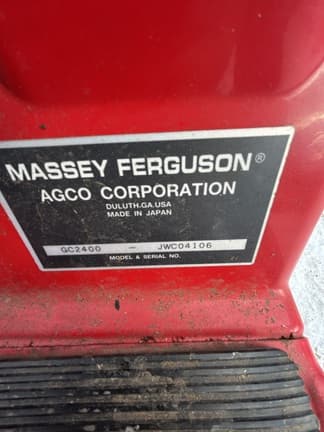 MASSEY FERGUSON®
AGCO CORPORATION
DULUTH.GA.USA
MADE IN JAPAN
GC2400 — JWC04106
MODEL & SERIAL NO.